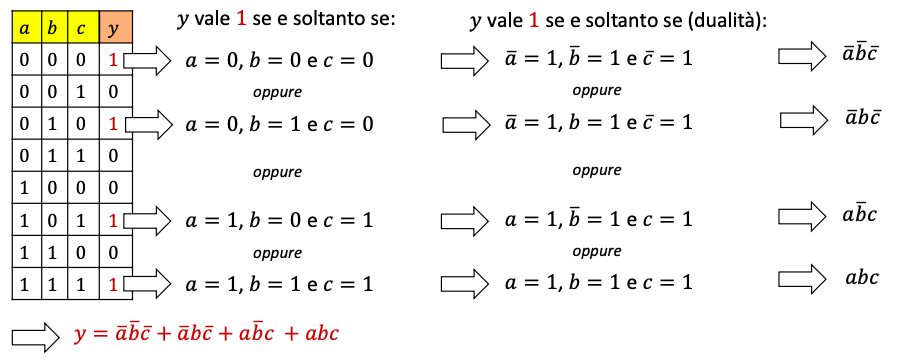 y vale 1 se e soltanto se:
y vale 1 se e soltanto se (dualità):
a b c y
0 0 0 1 a = 0, b = 0 e c = 0 a̅ = 1, b̅ = 1 e c̅ = 1 a̅b̅c̅
oppure oppure
0 0 1 0
0 1 0 1 a = 0, b = 1 e c = 0 a̅ = 1, b = 1 e c̅ = 1 a̅bc̅
0 1 1 0
oppure oppure
1 0 0 0
1 0 1 1 a = 1, b = 0 e c = 1 a = 1, b̅ = 1 e c = 1 ab̅c
oppure oppure
1 1 0 0
1 1 1 1 a = 1, b = 1 e c = 1 a = 1, b = 1 e c = 1 abc
y = a̅b̅c̅ + a̅bc̅ + ab̅c + abc